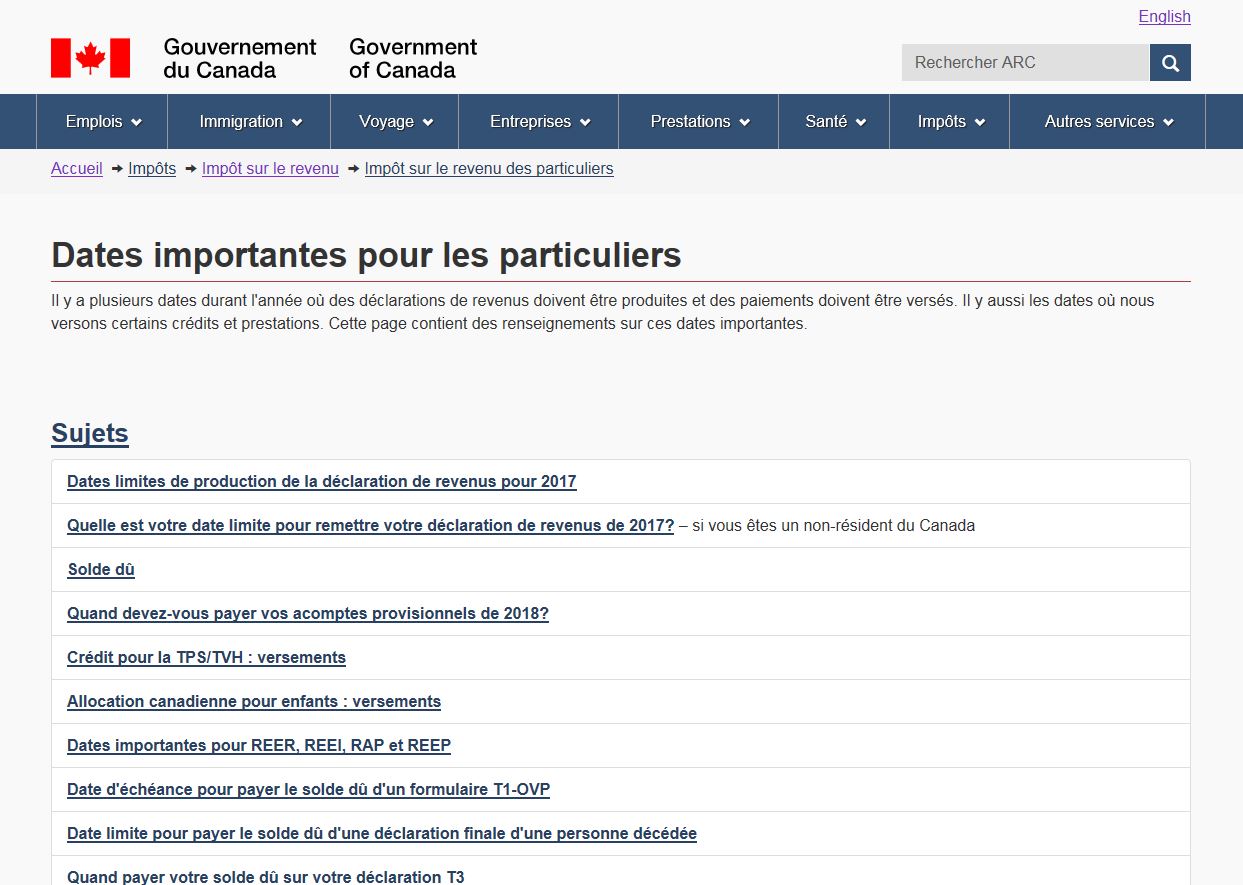 English
Gouvernement du Canada
Government of Canada
Rechercher ARC
Emplois Immigration Voyage Entreprises Prestations Santé Impôts Autres services
Accueil ➞ Impôts ➞ Impôt sur le revenu ➞ Impôt sur le revenu des particuliers
Dates importantes pour les particuliers
Il y a plusieurs dates durant l'année où des déclarations de revenus doivent être produites et des paiements doivent être versés. Il y aussi les dates où nous
versons certains crédits et prestations. Cette page contient des renseignements sur ces dates importantes.
Sujets
Dates limites de production de la déclaration de revenus pour 2017
Quelle est votre date limite pour remettre votre déclaration de revenus de 2017? – si vous êtes un non-résident du Canada
Solde dû
Quand devez-vous payer vos acomptes provisionnels de 2018?
Crédit pour la TPS/TVH : versements
Allocation canadienne pour enfants : versements
Dates importantes pour REER, REEI, RAP et REEP
Date d'échéance pour payer le solde dû d'un formulaire T1-OVP
Date limite pour payer le solde dû d'une déclaration finale d'une personne décédée
Quand payer votre solde dû sur votre déclaration T3